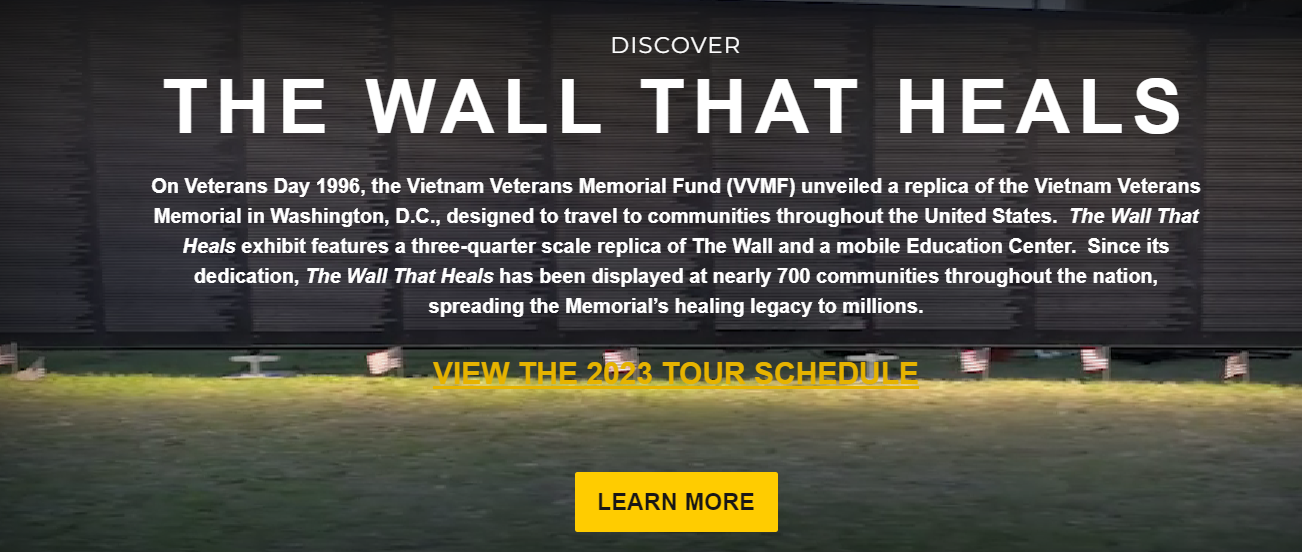 DISCOVER
THE WALL THAT HEALS
On Veterans Day 1996, the Vietnam Veterans Memorial Fund (VVMF) unveiled a replica of the Vietnam Veterans
Memorial in Washington, D.C., designed to travel to communities throughout the United States.  The Wall That
Heals exhibit features a three-quarter scale replica of The Wall and a mobile Education Center.  Since its
dedication, The Wall That Heals has been displayed at nearly 700 communities throughout the nation,
spreading the Memorial’s healing legacy to millions.
VIEW THE 2023 TOUR SCHEDULE
LEARN MORE